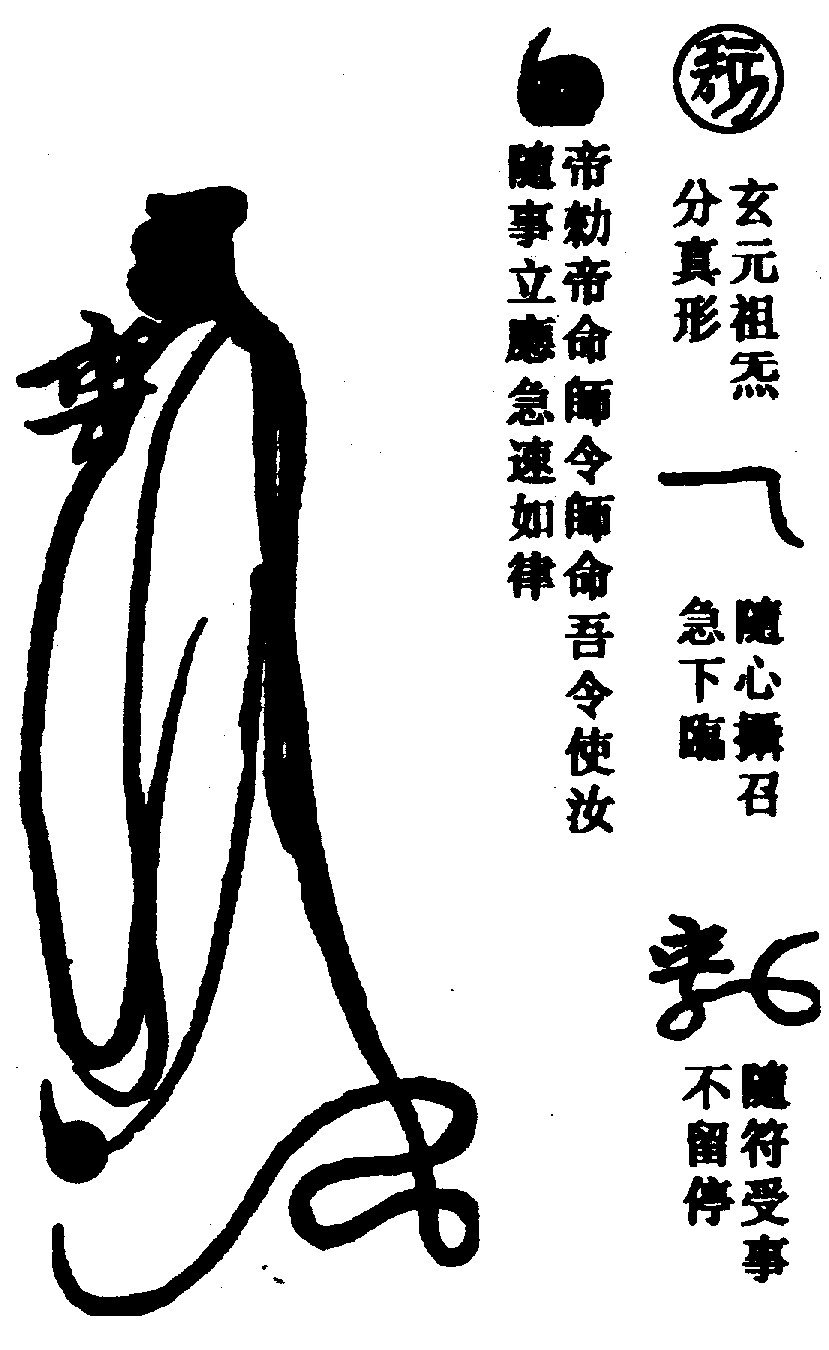 玄元祖炁
分真形
隨心攝召
急下臨
隨符受事
不留停
帝勑帝命師令師命吾令使汝
隨事立應急速如律